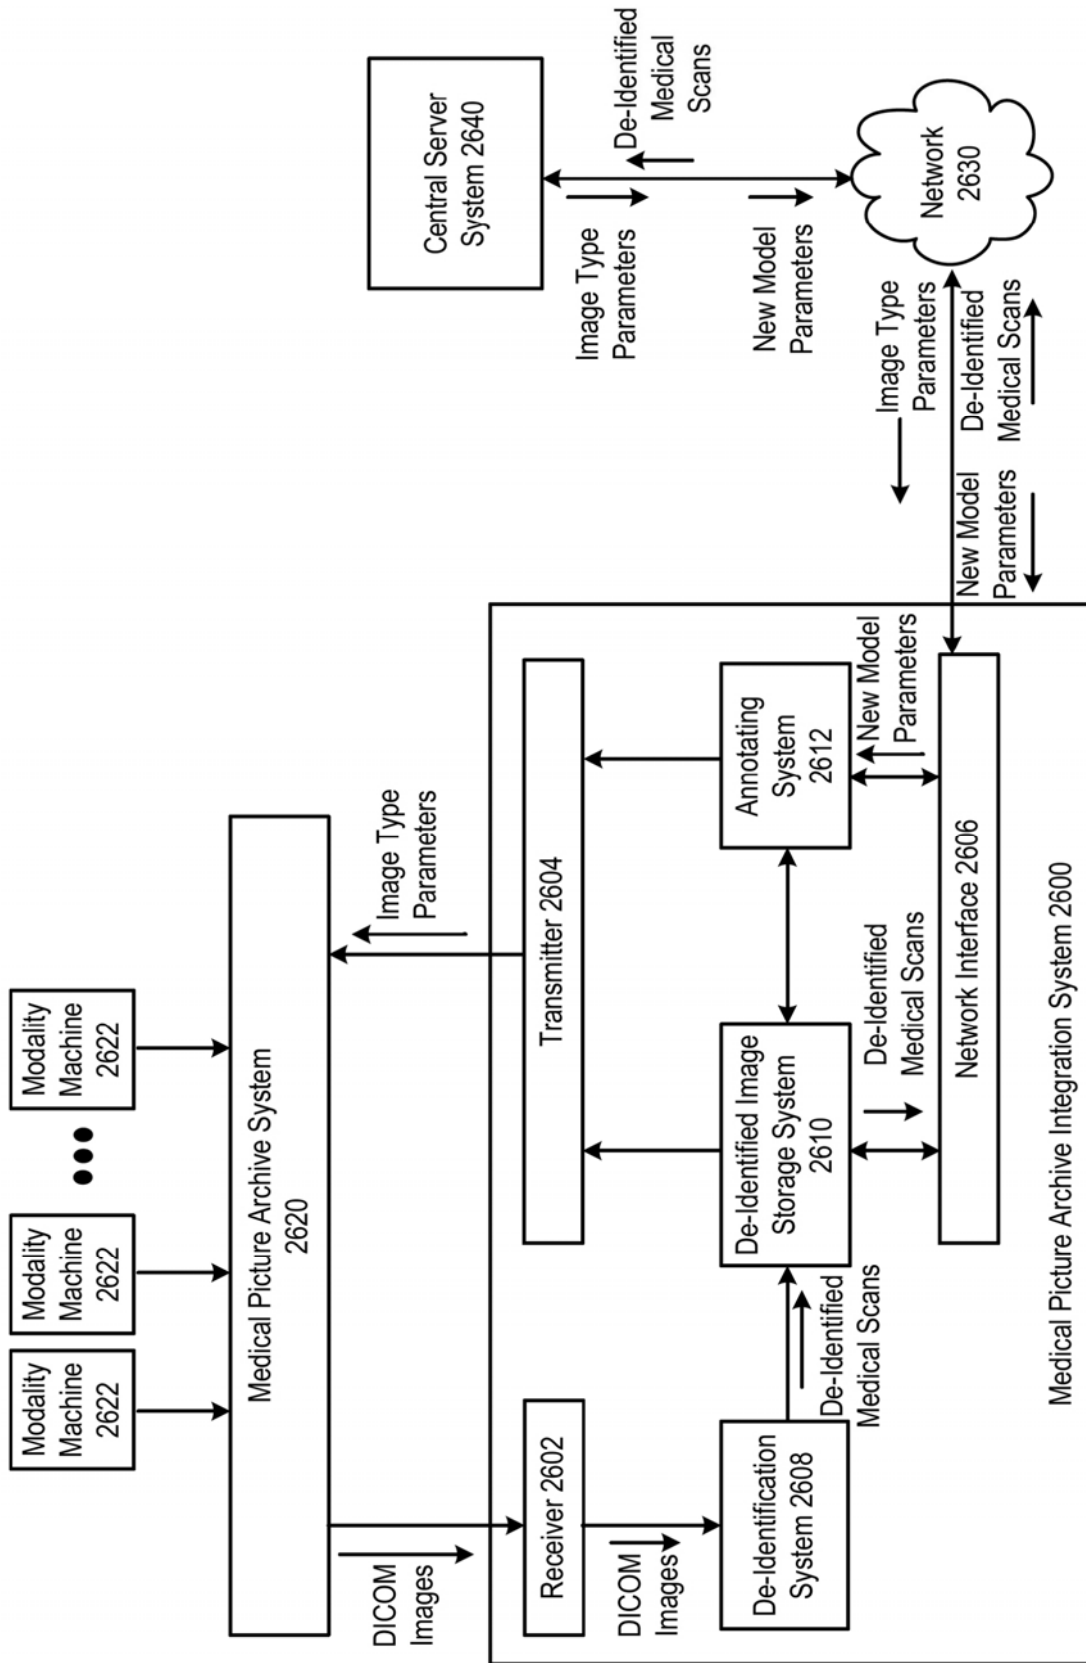 Modality
Machine
2622
Modality
Machine
2622
Modality
Machine
2622
Medical Picture Archive System
2620
DICOM
Images
Image Type
Parameters
Receiver 2602
Transmitter 2604
DICOM
Images
De-Identification
System 2608
De-Identified
Medical Scans
De-Identified Image
Storage System
2610
Annotating
System
2612
De-Identified
Medical Scans
New Model
Parameters
Network Interface 2606
Medical Picture Archive Integration System 2600
New Model
Parameters
Image Type
Parameters
De-Identified
Medical Scans
Network
2630
Image Type
Parameters
New Model
Parameters
De-Identified
Medical
Scans
Central Server
System 2640